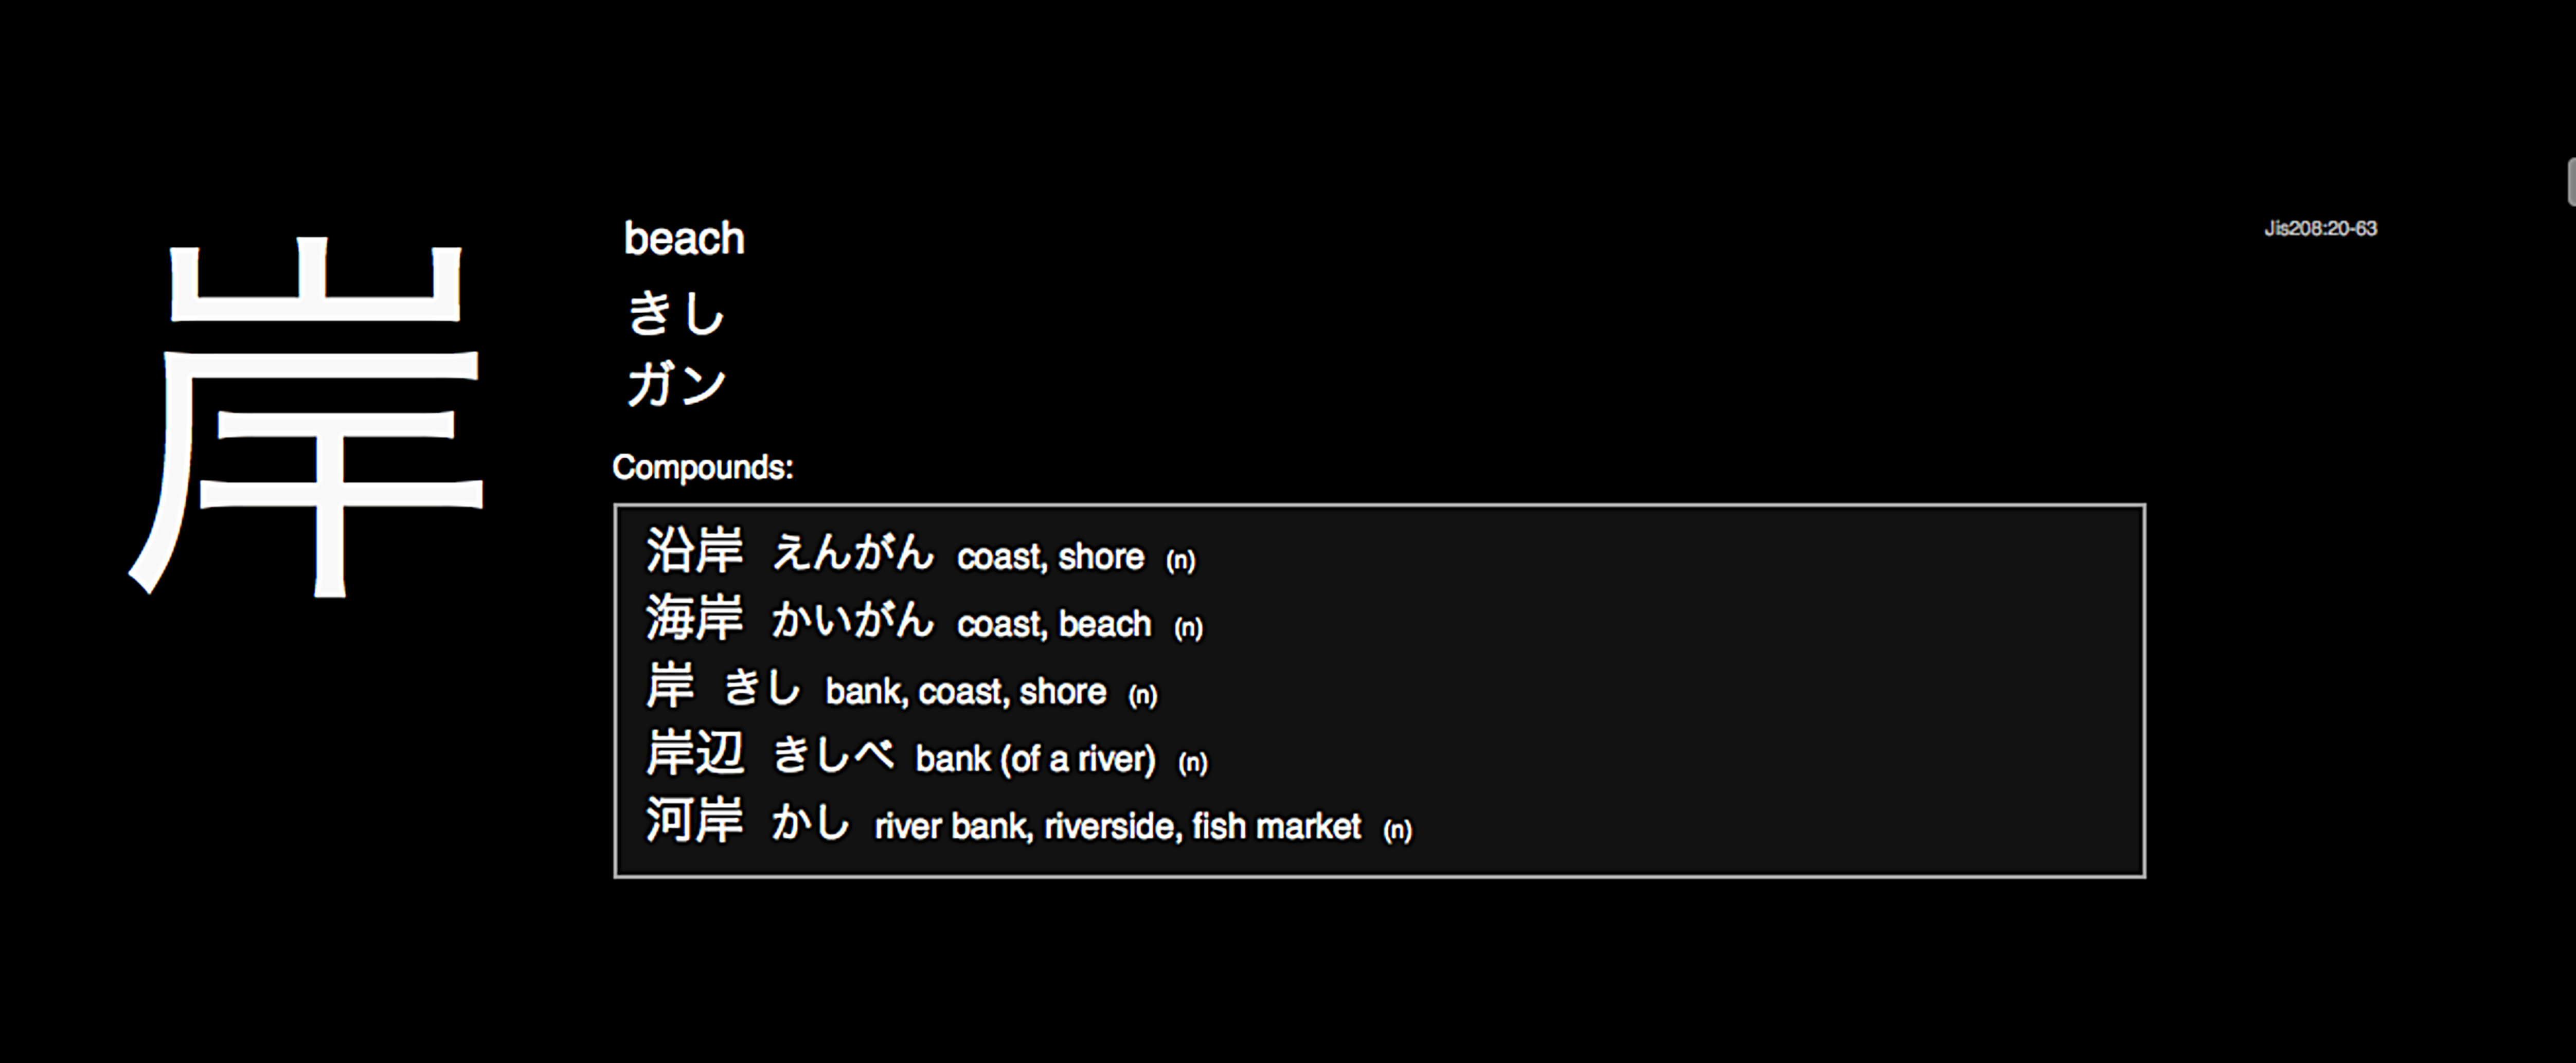 岸
beach
きし
ガン
Jis208:20-63
Compounds:
沿岸 えんがん coast, shore (n)
海岸 かいがん coast, beach (n)
岸 きし bank, coast, shore (n)
岸辺 きしべ bank (of a river) (n)
河岸 かし river bank, riverside, fish market (n)